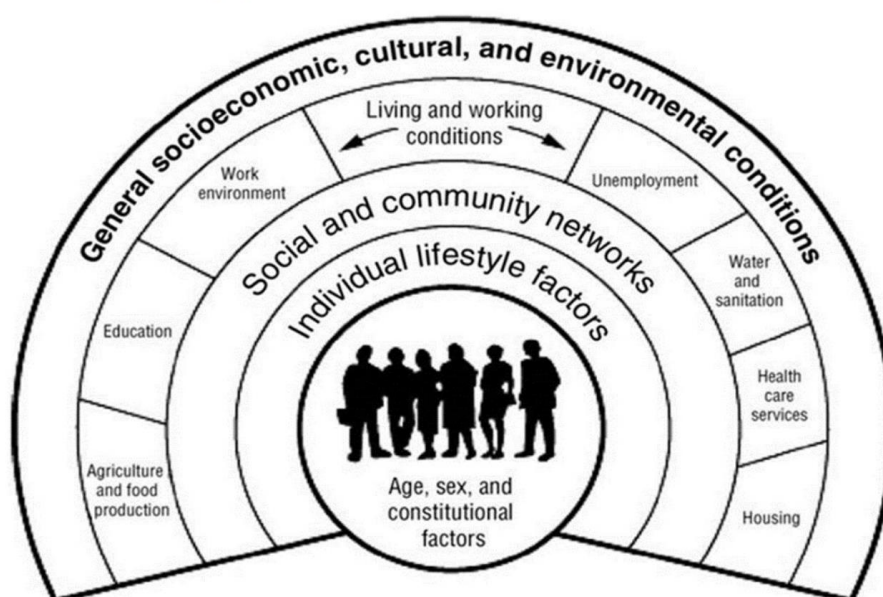 General socioeconomic, cultural, and environmental conditions
Living and working
conditions
Work
environment
Unemployment
Education
Water
and
sanitation
Agriculture
and food
production
Health
care
services
Housing
Social and community networks
Individual lifestyle factors
Age, sex, and
constitutional
factors